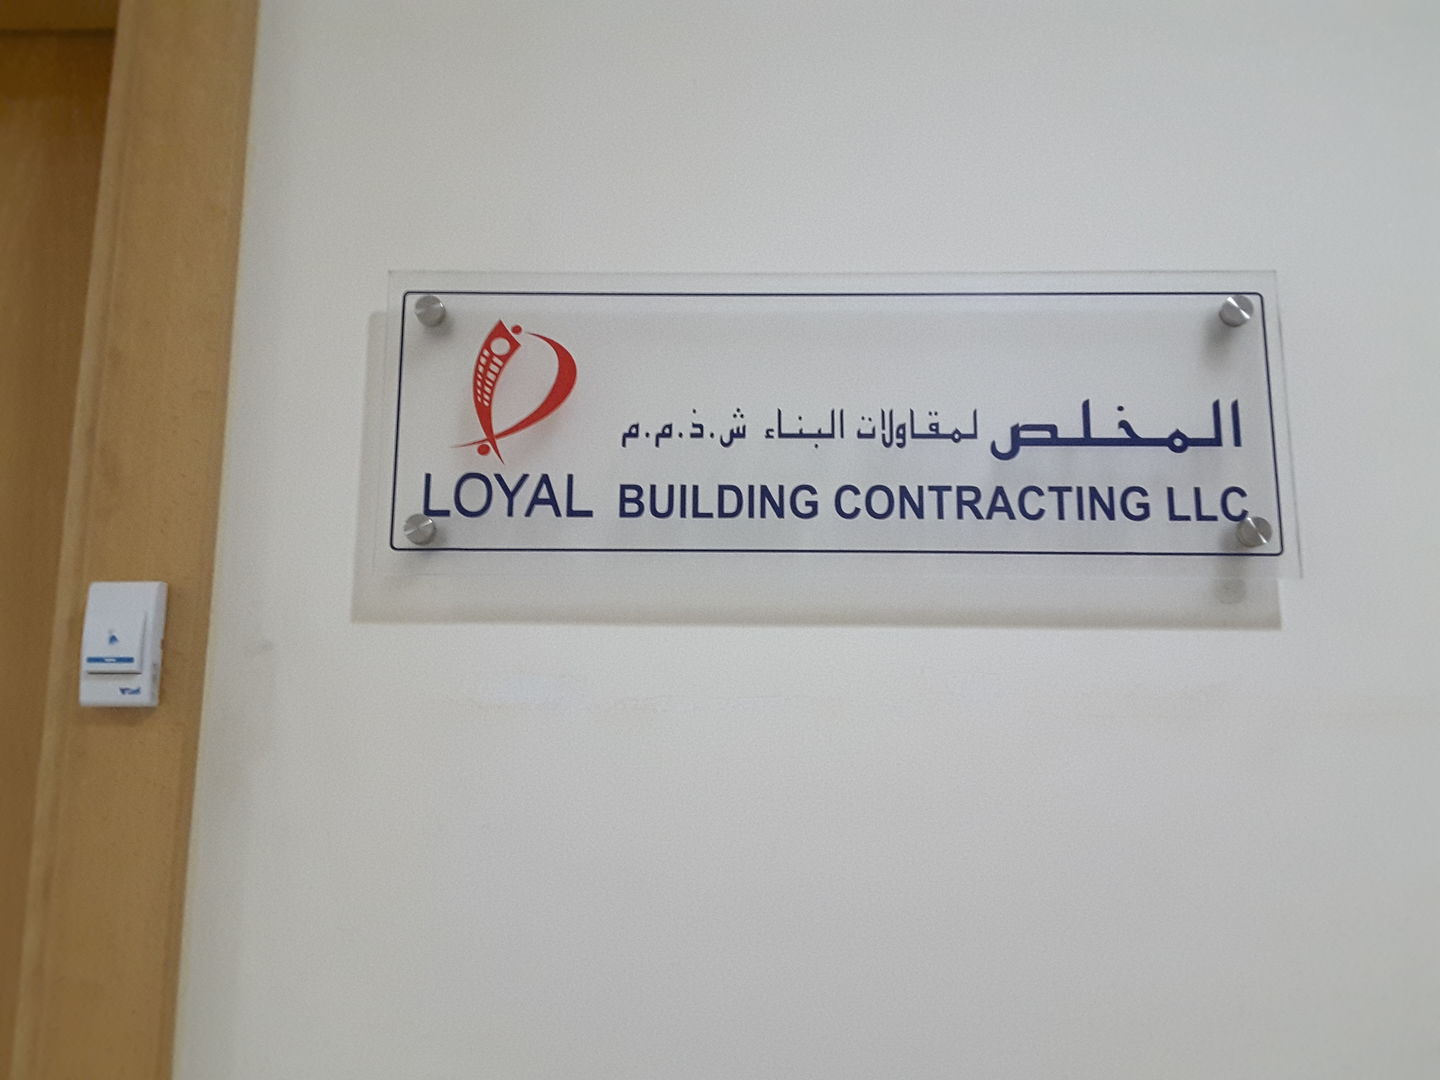 المخلص لمقاولات البناء ش.ذ.م.م
LOYAL BUILDING CONTRACTING LLC